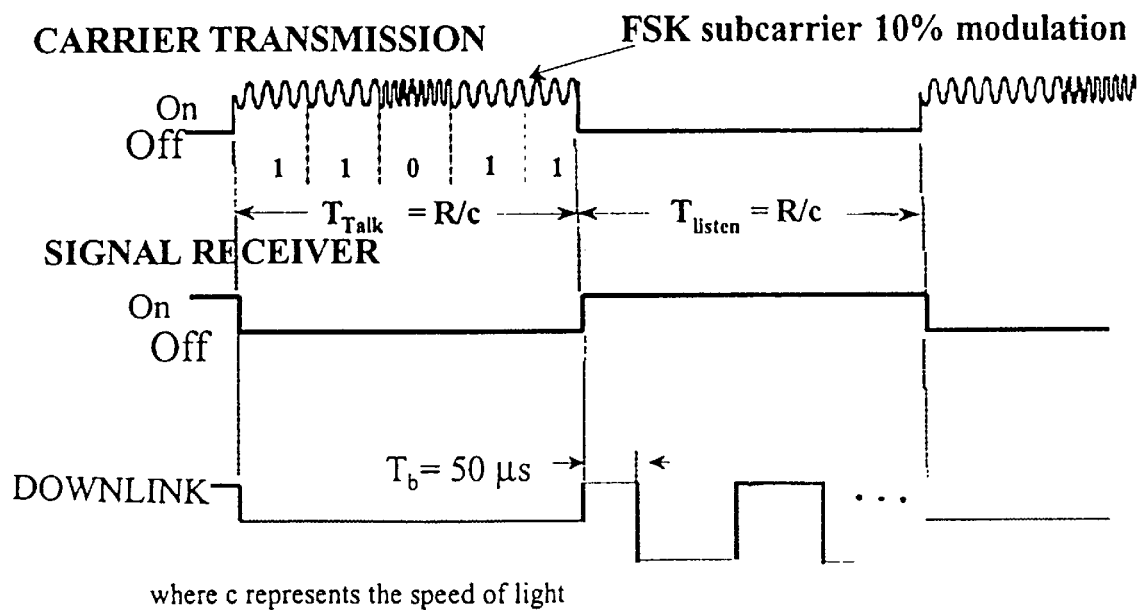 CARRIER TRANSMISSION
FSK subcarrier 10% modulation
On
Off
1 1 0 1 1
T_Talk = R/c
T_listen = R/c
SIGNAL RECEIVER
On
Off
T_b = 50 μs
DOWNLINK
...
where c represents the speed of light